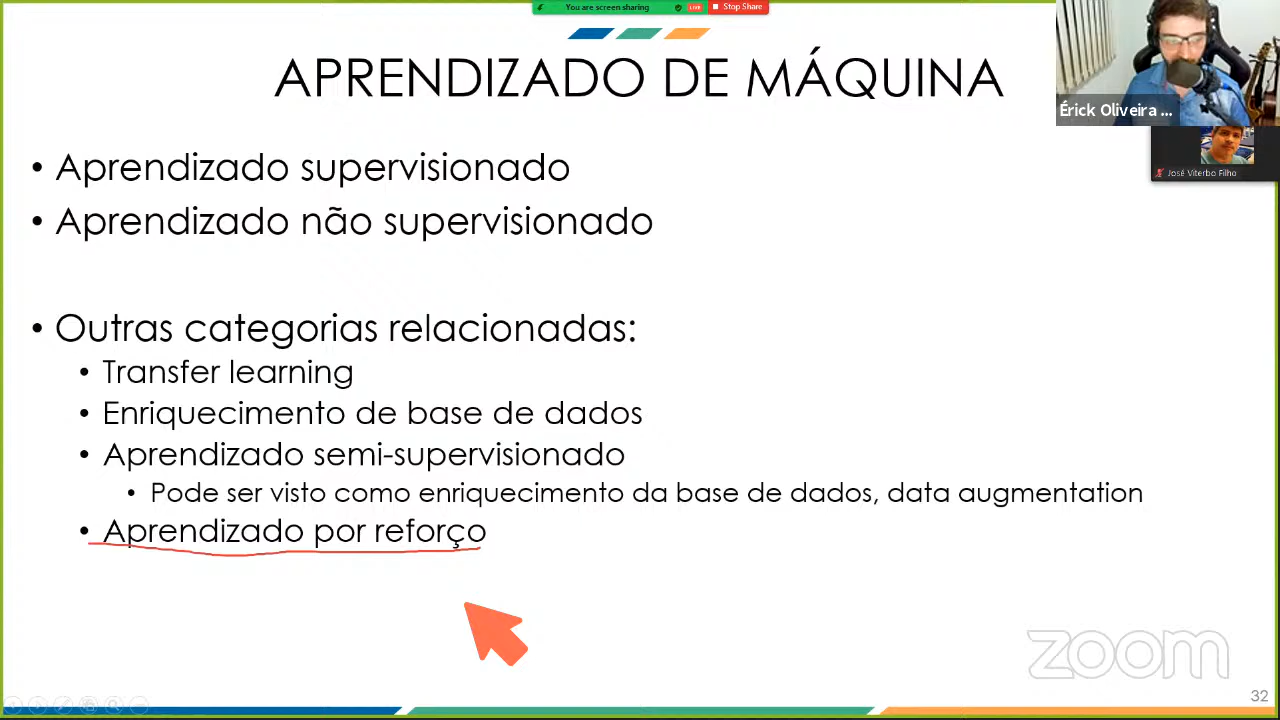 You are screen sharing
LIVE
Stop Share
APRENDIZADO DE MÁQUINA
Érick Oliveira ...
José Viterbo Filho
• Aprendizado supervisionado
• Aprendizado não supervisionado
• Outras categorias relacionadas:
• Transfer learning
• Enriquecimento de base de dados
• Aprendizado semi-supervisionado
• Pode ser visto como enriquecimento da base de dados, data augmentation
• Aprendizado por reforço
zoom
32